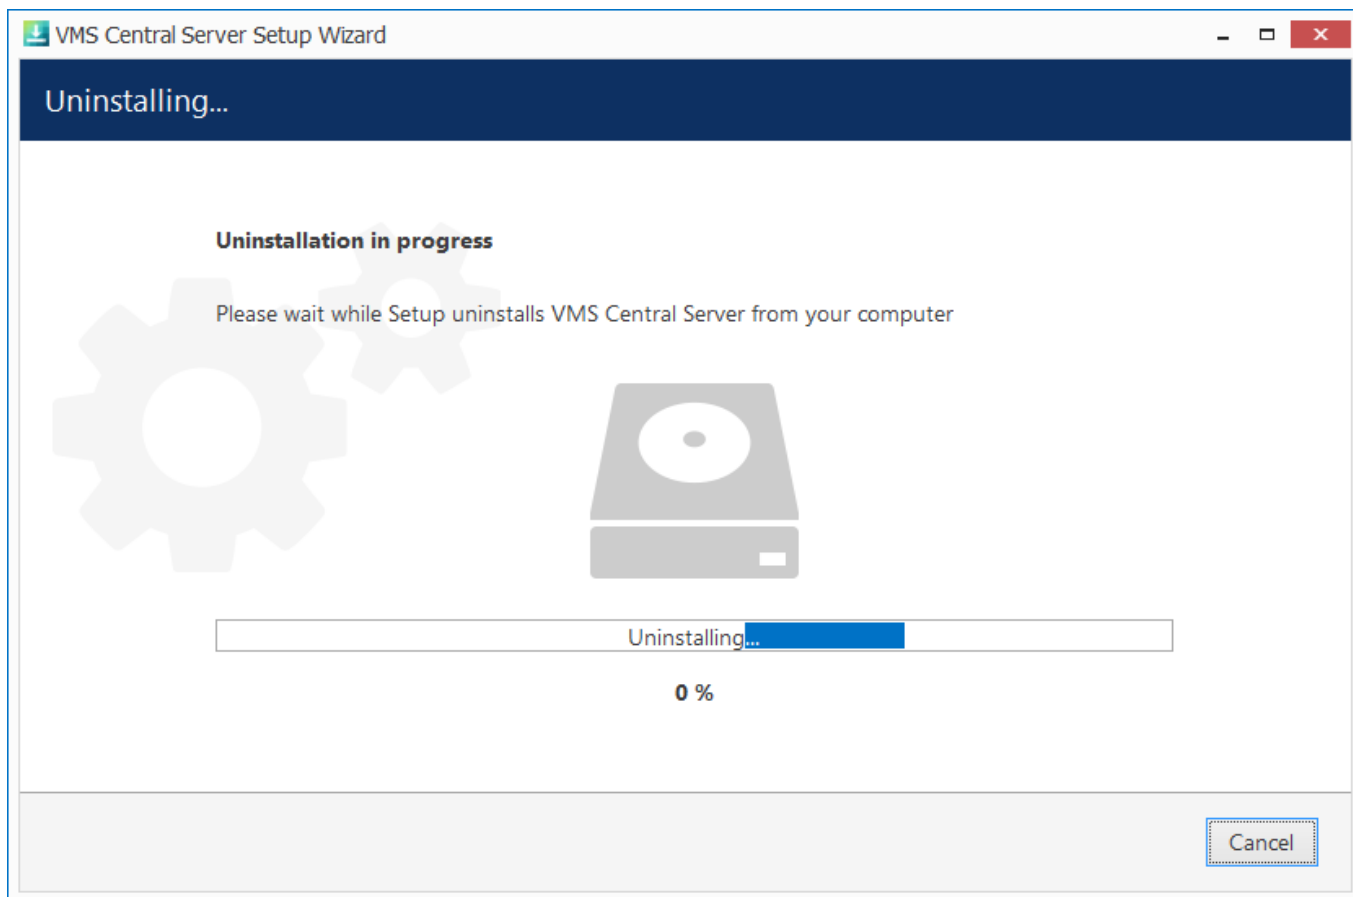 VMS Central Server Setup Wizard
Uninstalling...
Uninstallation in progress
Please wait while Setup uninstalls VMS Central Server from your computer
Uninstalling...
0 %
Cancel